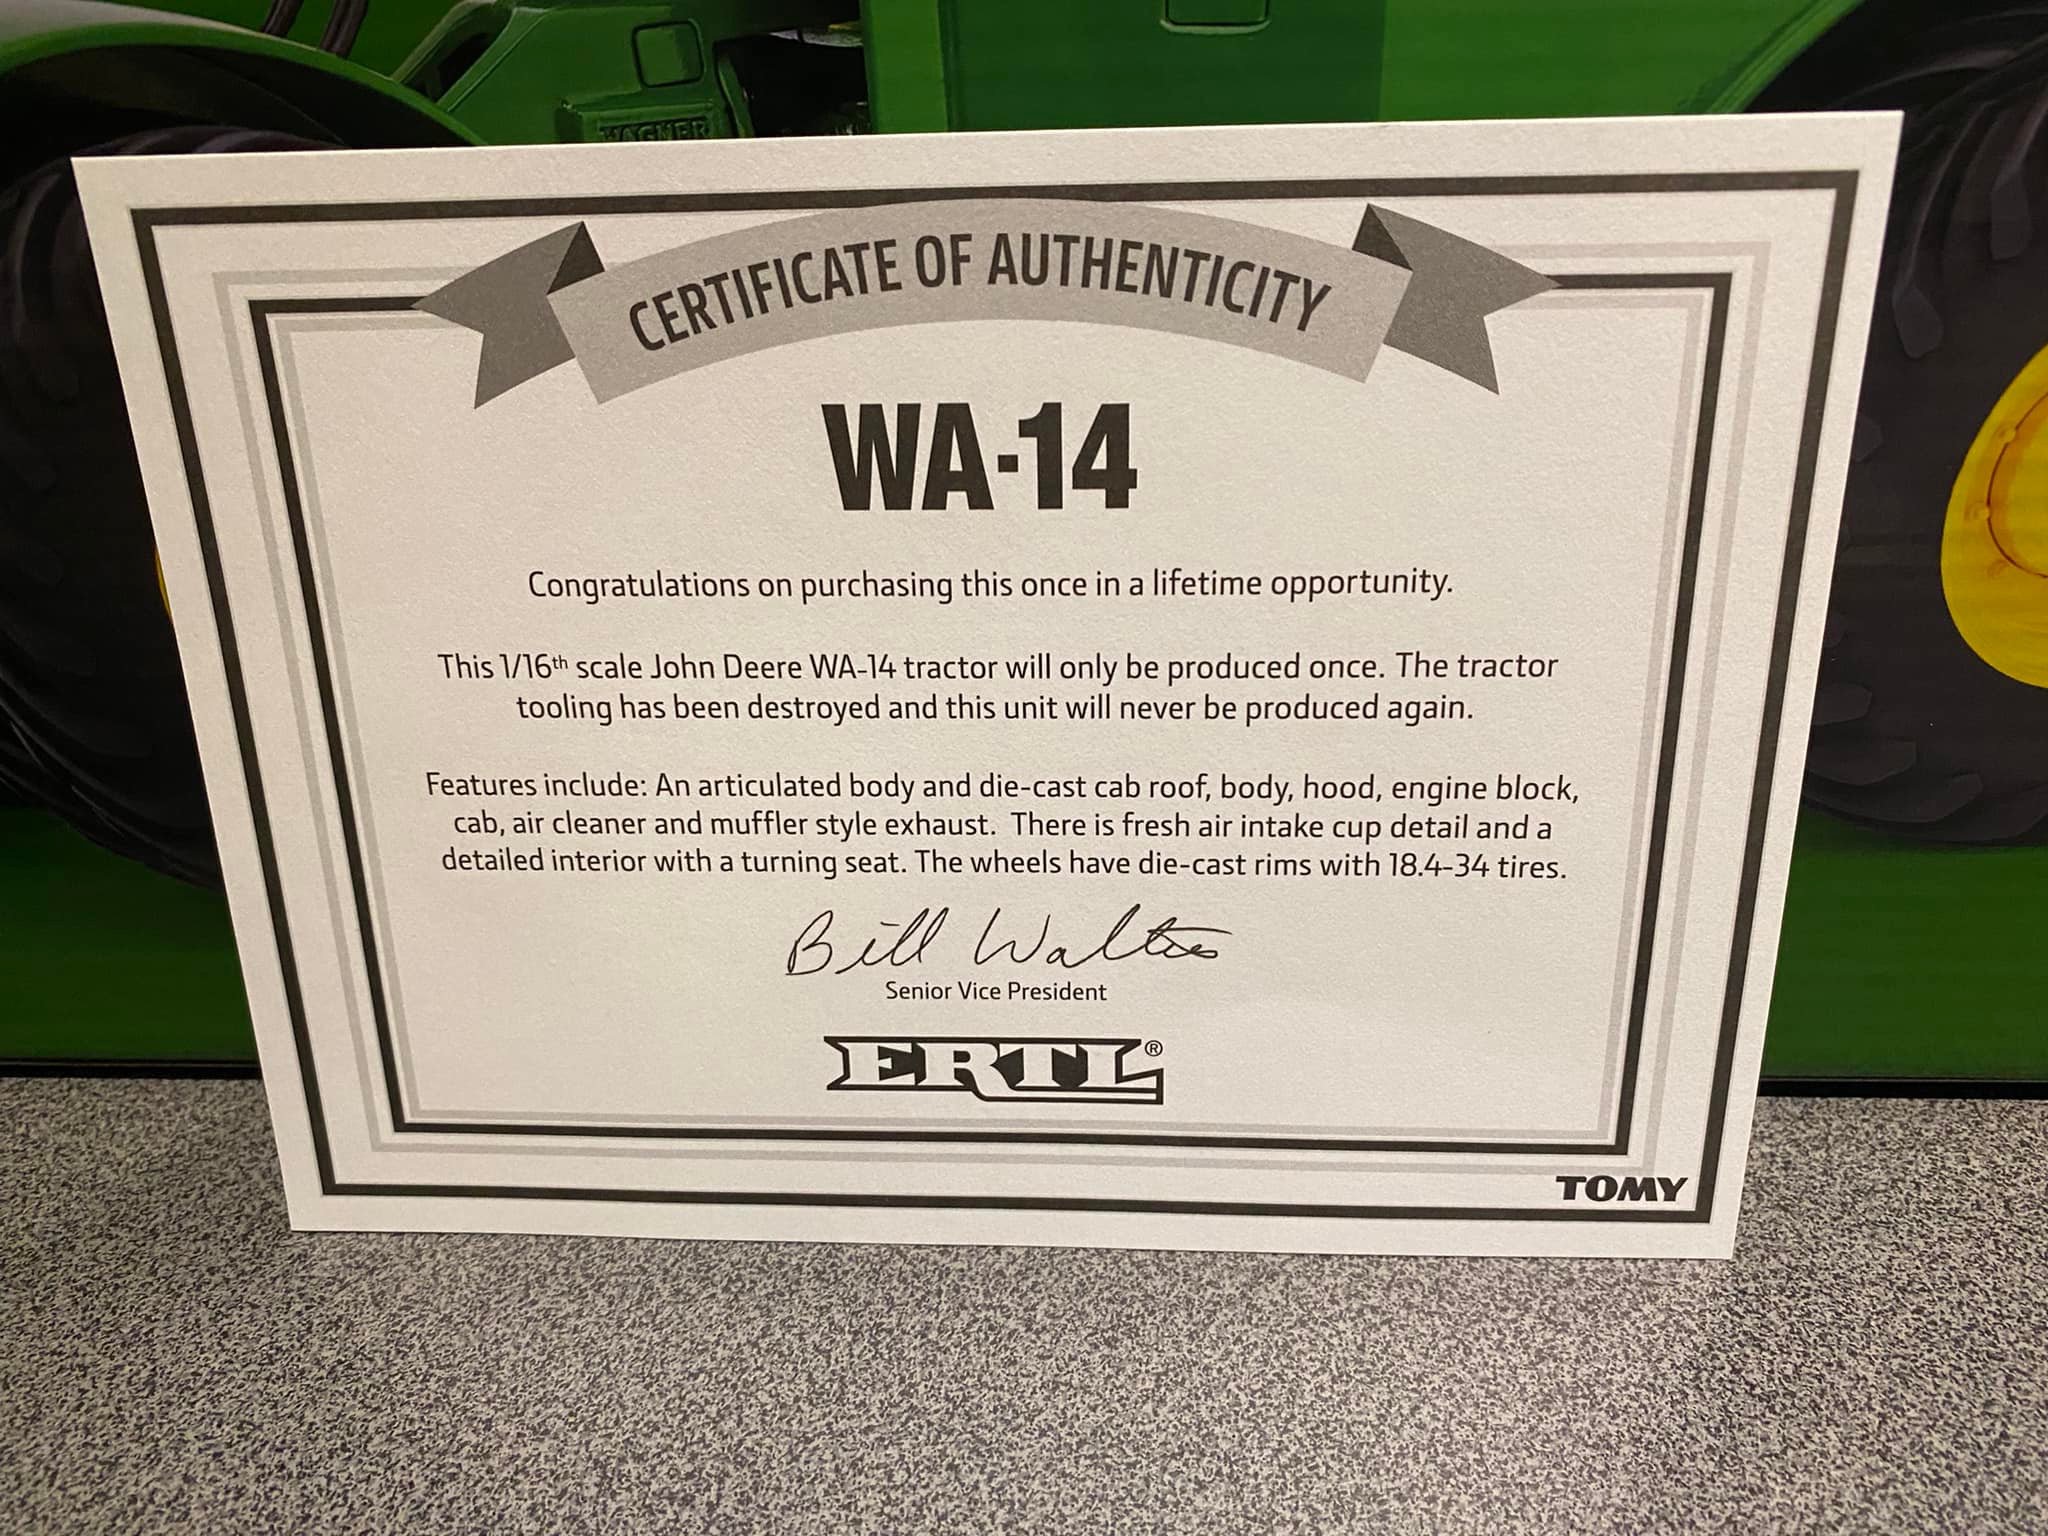 WAGNER
CERTIFICATE OF AUTHENTICITY
WA-14
Congratulations on purchasing this once in a lifetime opportunity.
This 1/16th scale John Deere WA-14 tractor will only be produced once. The tractor
tooling has been destroyed and this unit will never be produced again.
Features include: An articulated body and die-cast cab roof, body, hood, engine block,
cab, air cleaner and muffler style exhaust. There is fresh air intake cup detail and a
detailed interior with a turning seat. The wheels have die-cast rims with 18.4-34 tires.
Bill Walters
Senior Vice President
ERTL®
TOMY